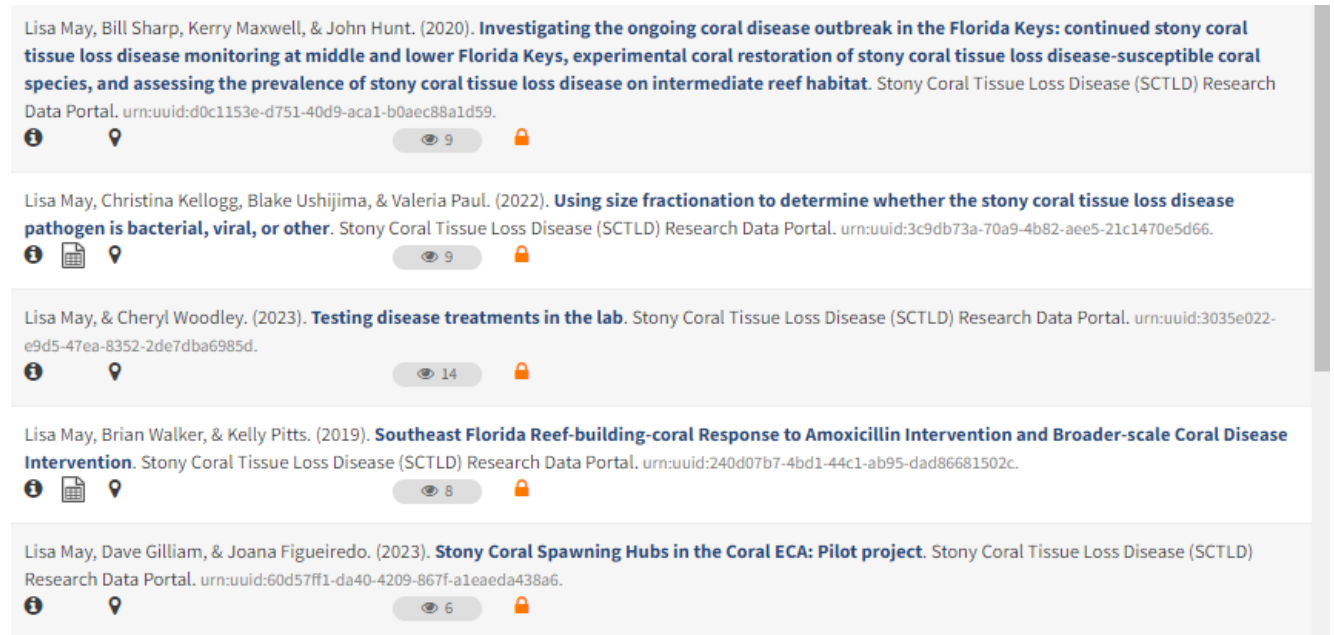 Lisa May, Bill Sharp, Kerry Maxwell, & John Hunt. (2020). Investigating the ongoing coral disease outbreak in the Florida Keys: continued stony coral
tissue loss disease monitoring at middle and lower Florida Keys, experimental coral restoration of stony coral tissue loss disease-susceptible coral
species, and assessing the prevalence of stony coral tissue loss disease on intermediate reef habitat. Stony Coral Tissue Loss Disease (SCTLD) Research
Data Portal. urn:uuid:d0c1153e-d751-40d9-aca1-b0aec88a1d59.
9
Lisa May, Christina Kellogg, Blake Ushijima, & Valeria Paul. (2022). Using size fractionation to determine whether the stony coral tissue loss disease
pathogen is bacterial, viral, or other. Stony Coral Tissue Loss Disease (SCTLD) Research Data Portal. urn:uuid:3c9db73a-70a9-4b82-aee5-21c1470e5d66.
9
Lisa May, & Cheryl Woodley. (2023). Testing disease treatments in the lab. Stony Coral Tissue Loss Disease (SCTLD) Research Data Portal. urn:uuid:3035e022-
e9d5-47ea-8352-2de7dba6985d.
14
Lisa May, Brian Walker, & Kelly Pitts. (2019). Southeast Florida Reef-building-coral Response to Amoxicillin Intervention and Broader-scale Coral Disease
Intervention. Stony Coral Tissue Loss Disease (SCTLD) Research Data Portal. urn:uuid:240d07b7-4bd1-44c1-ab95-dad86681502c.
8
Lisa May, Dave Gilliam, & Joana Figueiredo. (2023). Stony Coral Spawning Hubs in the Coral ECA: Pilot project. Stony Coral Tissue Loss Disease (SCTLD)
Research Data Portal. urn:uuid:60d57ff1-da40-4209-867f-a1eaeda438a6.
6